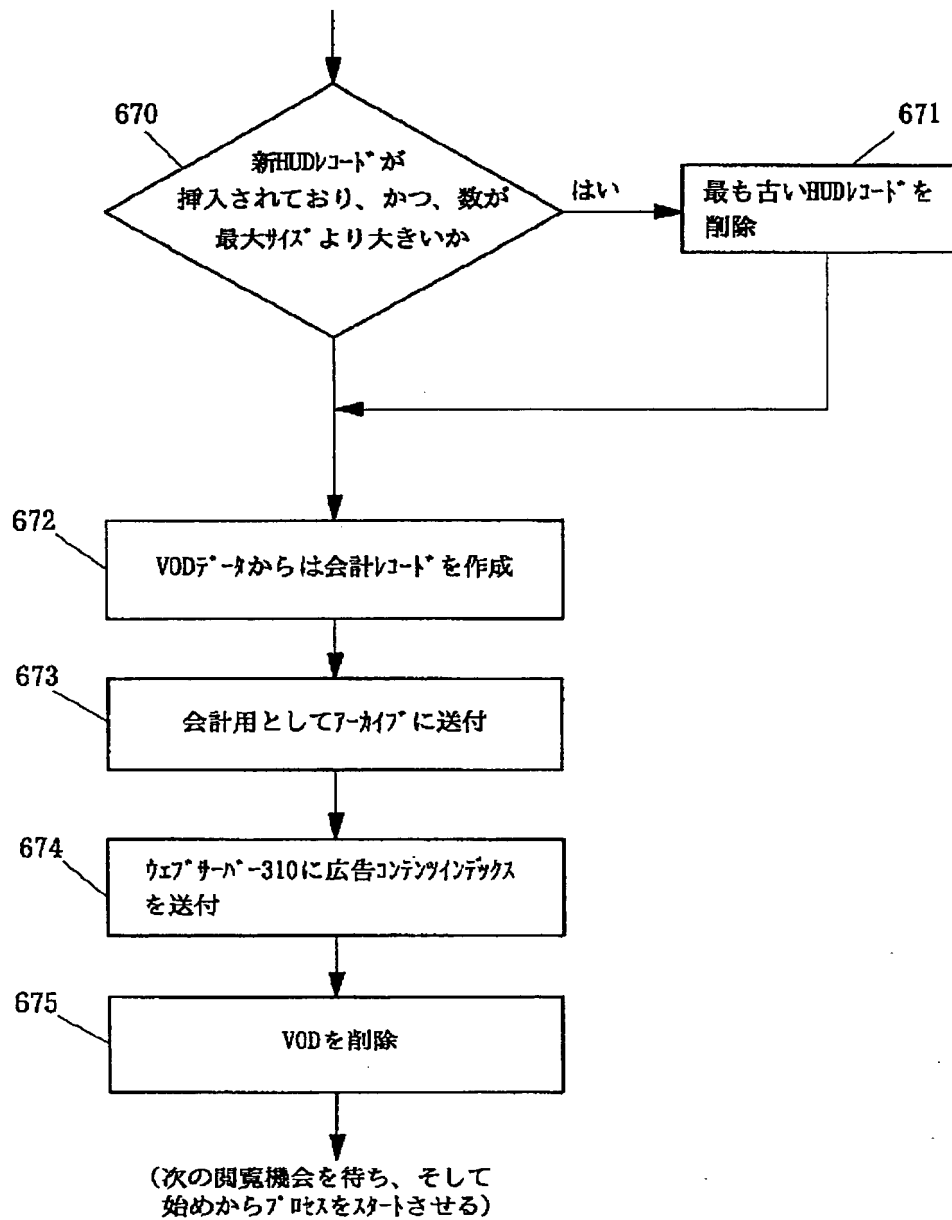 670
新HUDﾚｺｰﾄﾞが
挿入されており、かつ、数が
最大ｻｲｽﾞより大きいか
はい
671
最も古いHUDﾚｺｰﾄﾞを
削除
672
VODﾃﾞｰﾀからは会計ﾚｺｰﾄﾞを作成
673
会計用としてｱｰｶｲﾌﾞに送付
674
ｳｪﾌﾞｻｰﾊﾞｰ310に広告コンテンツインデックス
を送付
675
VODを削除
(次の閲覧機会を待ち、そして
始めからﾌﾟﾛｾｽをｽﾀｰﾄさせる)